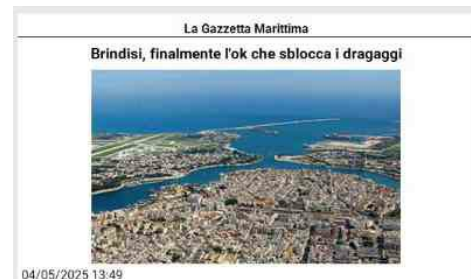 La Gazzetta Marittima
Brindisi, finalmente l'ok che sblocca i dragaggi
04/05/2025 13:49